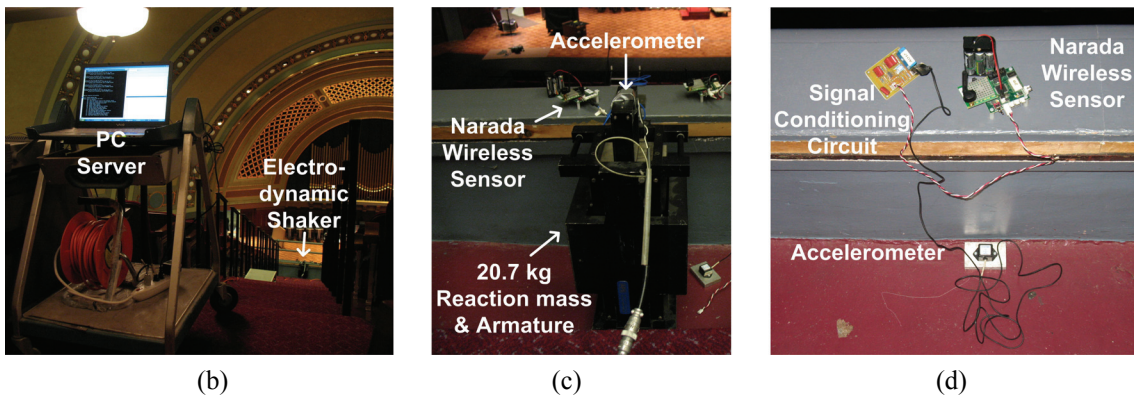 PC
Server
Electro-
dynamic
Shaker
(b)
Accelerometer
Narada
Wireless
Sensor
20.7 kg
Reaction mass
& Armature
(c)
Narada
Wireless
Sensor
Signal
Conditioning
Circuit
Accelerometer
(d)